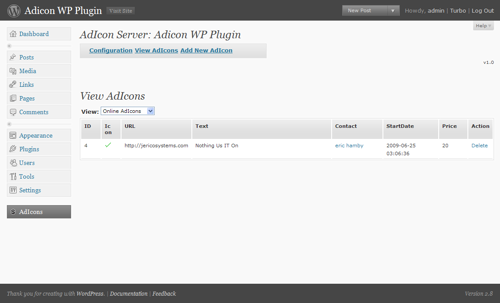 Adicon WP Plugin Visit Site
New Post Howdy, admin | Turbo | Log Out
Help
Dashboard
Posts
Media
Links
Pages
Comments
Appearance
Plugins
Users
Tools
Settings
AdIcons
AdIcon Server: Adicon WP Plugin
Configuration View AdIcons Add New AdIcon
v1.0
View AdIcons
View: Online AdIcons
ID Ic on URL Text Contact StartDate Price Action
4 http://jericosystems.com Nothing Us IT On eric hamby 2009-06-25 03:06:36 20 Delete
Thank you for creating with WordPress. | Documentation | Feedback
Version 2.8